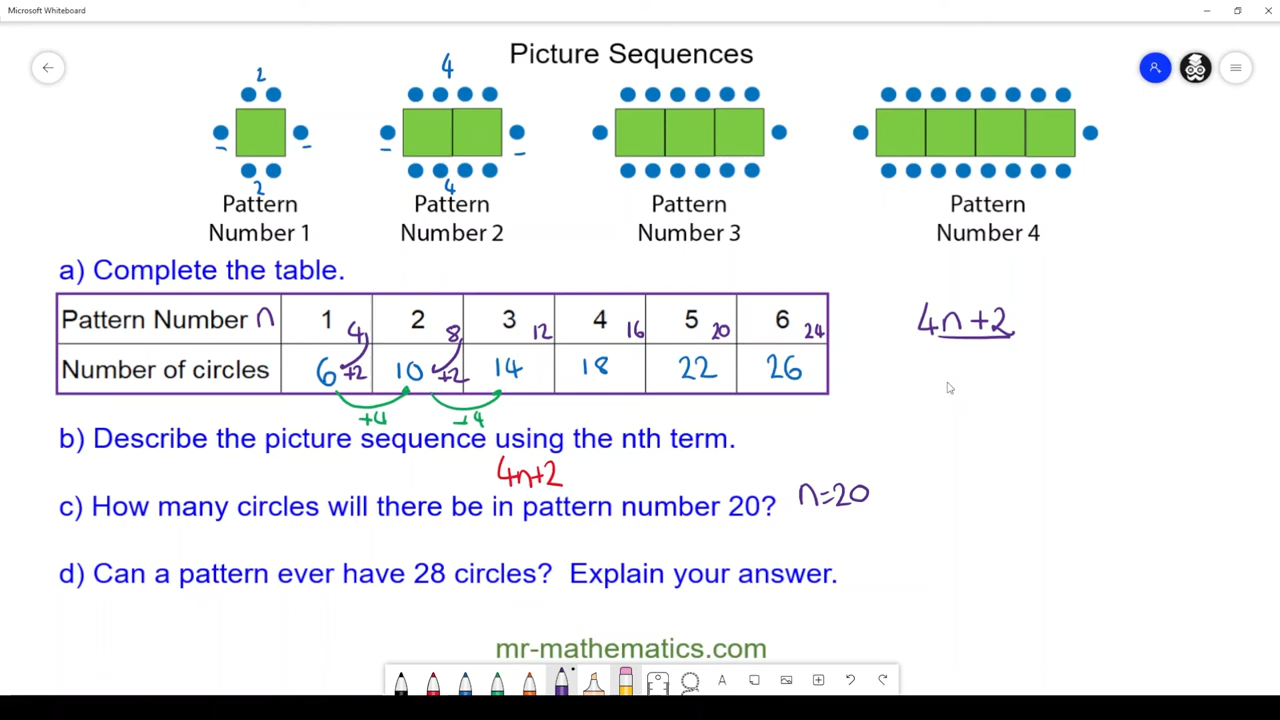 Microsoft Whiteboard
Picture Sequences
2
4
2
4
Pattern Number 1
Pattern Number 2
Pattern Number 3
Pattern Number 4
a) Complete the table.
Pattern Number n 1 4 2 8 3 12 4 16 5 20 6 24
4n+2
Number of circles 6 +2 10 +2 14 18 22 26
+4 +4
b) Describe the picture sequence using the nth term.
4n+2
c) How many circles will there be in pattern number 20? n=20
d) Can a pattern ever have 28 circles? Explain your answer.
mr-mathematics.com